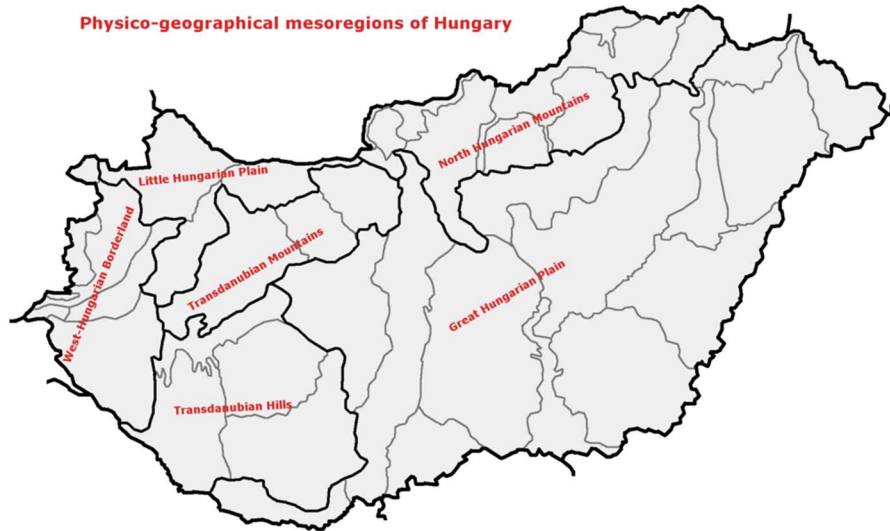 Physico-geographical mesoregions of Hungary
North Hungarian Mountains
Little Hungarian Plain
West-Hungarian Borderland
Transdanubian Mountains
Great Hungarian Plain
Transdanubian Hills